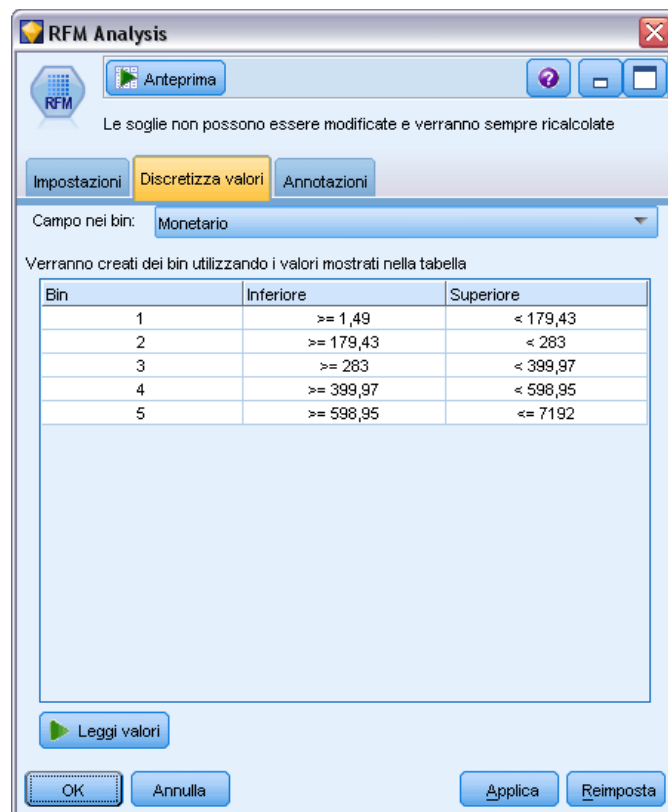 RFM Analysis
RFM
Anteprima
Le soglie non possono essere modificate e verranno sempre ricalcolate
Impostazioni Discretizza valori Annotazioni
Campo nei bin: Monetario
Verranno creati dei bin utilizzando i valori mostrati nella tabella
Bin Inferiore Superiore
1 >= 1,49 < 179,43
2 >= 179,43 < 283
3 >= 283 < 399,97
4 >= 399,97 < 598,95
5 >= 598,95 <= 7192
Leggi valori
OK Annulla Applica Reimposta